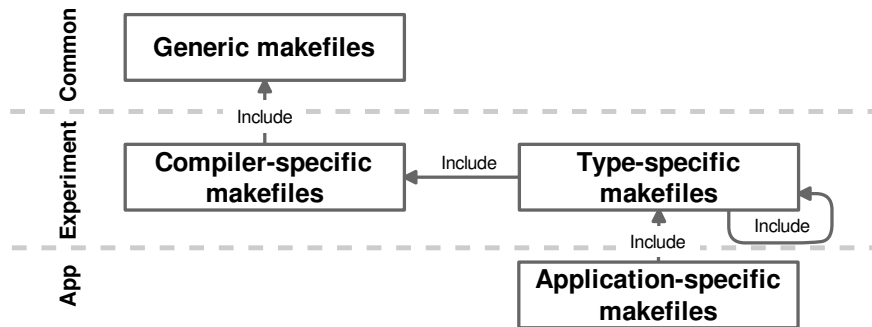 Common
Generic makefiles
Include
Experiment
Compiler-specific
makefiles
Include
Type-specific
makefiles
Include
Include
App
Application-specific
makefiles